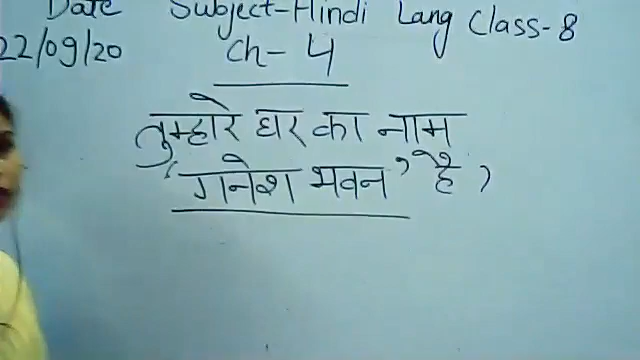 Date Subject-Hindi Lang Class-8
22/09/20 Ch-4
तुम्हारे घर का नाम
'गनेश भवन' है ,